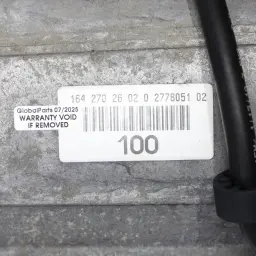 164 270 26 02 0 2778051 02
GlobalParts 07/2025
WARRANTY VOID
IF REMOVED
100